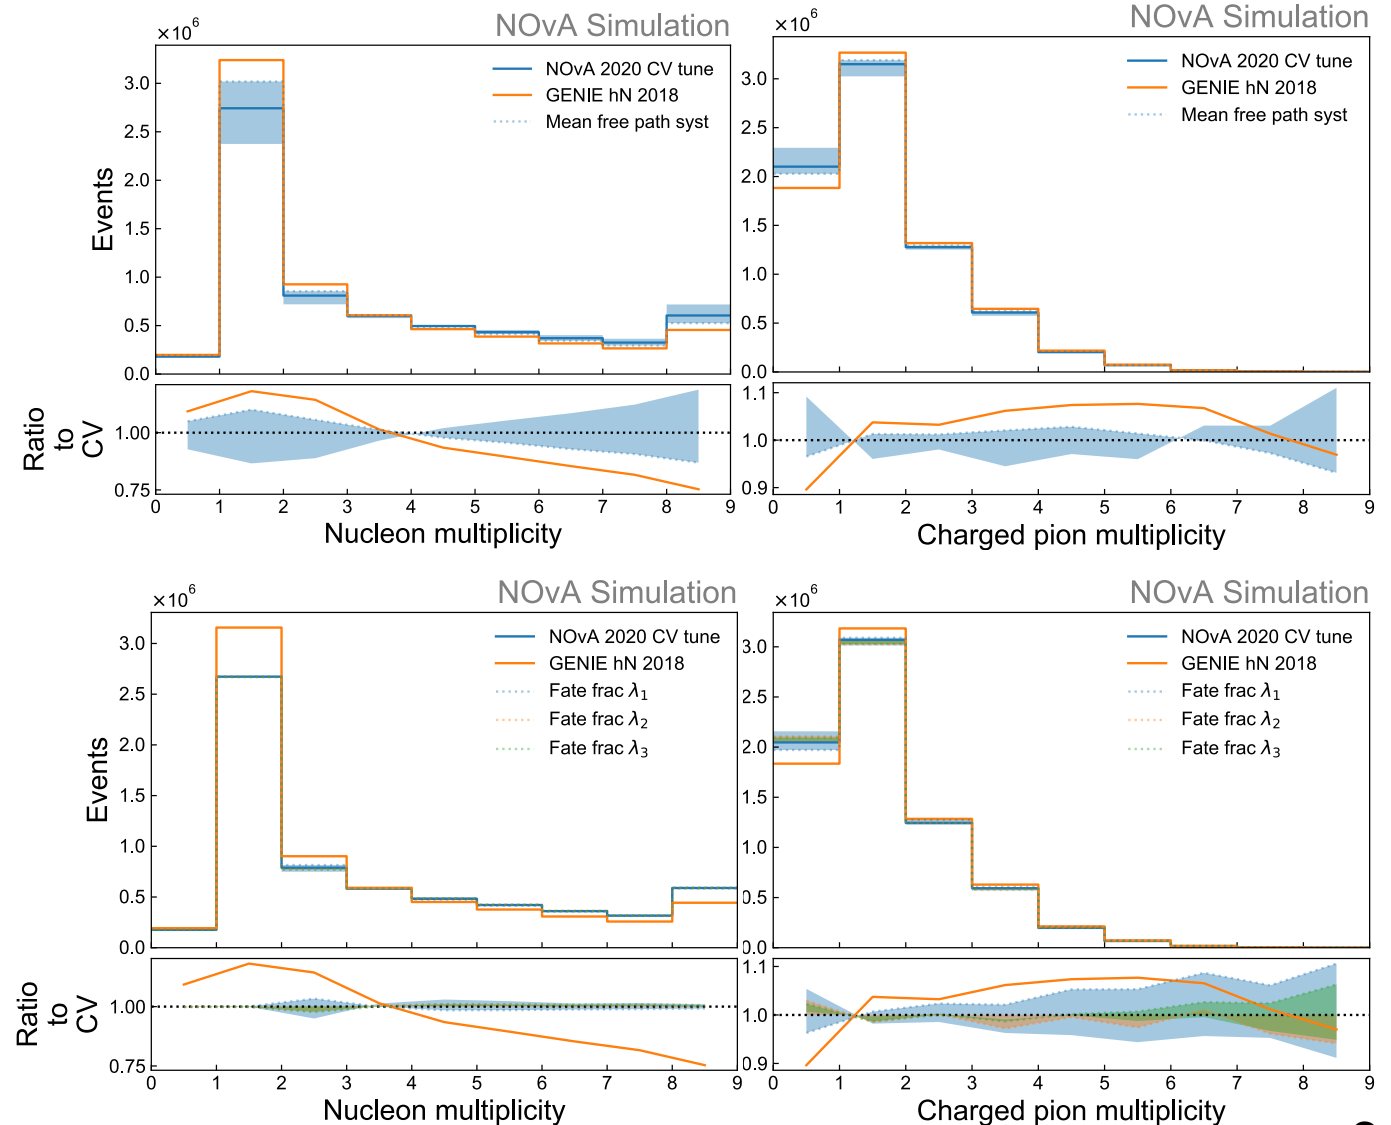 NOvA Simulation
×10⁶
NOvA 2020 CV tune
GENIE hN 2018
Mean free path syst
Events
3.0
2.5
2.0
1.5
1.0
0.5
0.0
Ratio
to
CV
1.00
0.75
0 1 2 3 4 5 6 7 8 9
Nucleon multiplicity
NOvA Simulation
×10⁶
NOvA 2020 CV tune
GENIE hN 2018
Mean free path syst
3.0
2.5
2.0
1.5
1.0
0.5
0.0
1.1
1.0
0.9
0 1 2 3 4 5 6 7 8 9
Charged pion multiplicity
NOvA Simulation
×10⁶
NOvA 2020 CV tune
GENIE hN 2018
Fate frac λ₁
Fate frac λ₂
Fate frac λ₃
Events
3.0
2.5
2.0
1.5
1.0
0.5
0.0
Ratio
to
CV
1.00
0.75
0 1 2 3 4 5 6 7 8 9
Nucleon multiplicity
NOvA Simulation
×10⁶
NOvA 2020 CV tune
GENIE hN 2018
Fate frac λ₁
Fate frac λ₂
Fate frac λ₃
3.0
2.5
2.0
1.5
1.0
0.5
0.0
1.1
1.0
0.9
0 1 2 3 4 5 6 7 8 9
Charged pion multiplicity